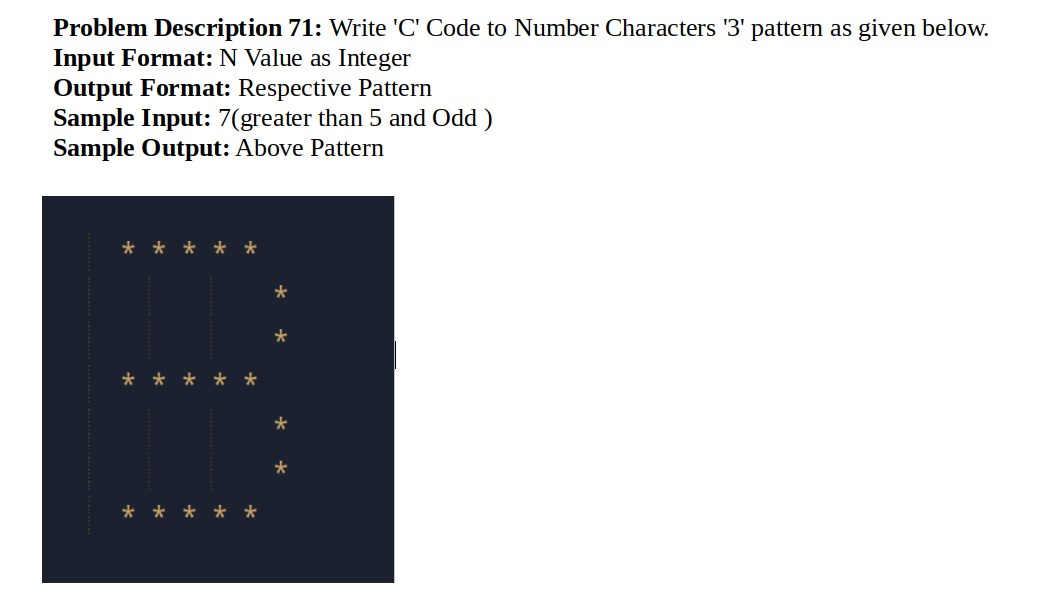 Problem Description 71: Write 'C' Code to Number Characters '3' pattern as given below.
Input Format: N Value as Integer
Output Format: Respective Pattern
Sample Input: 7(greater than 5 and Odd )
Sample Output: Above Pattern
* * * * *
*
*
* * * * *
*
*
* * * * *